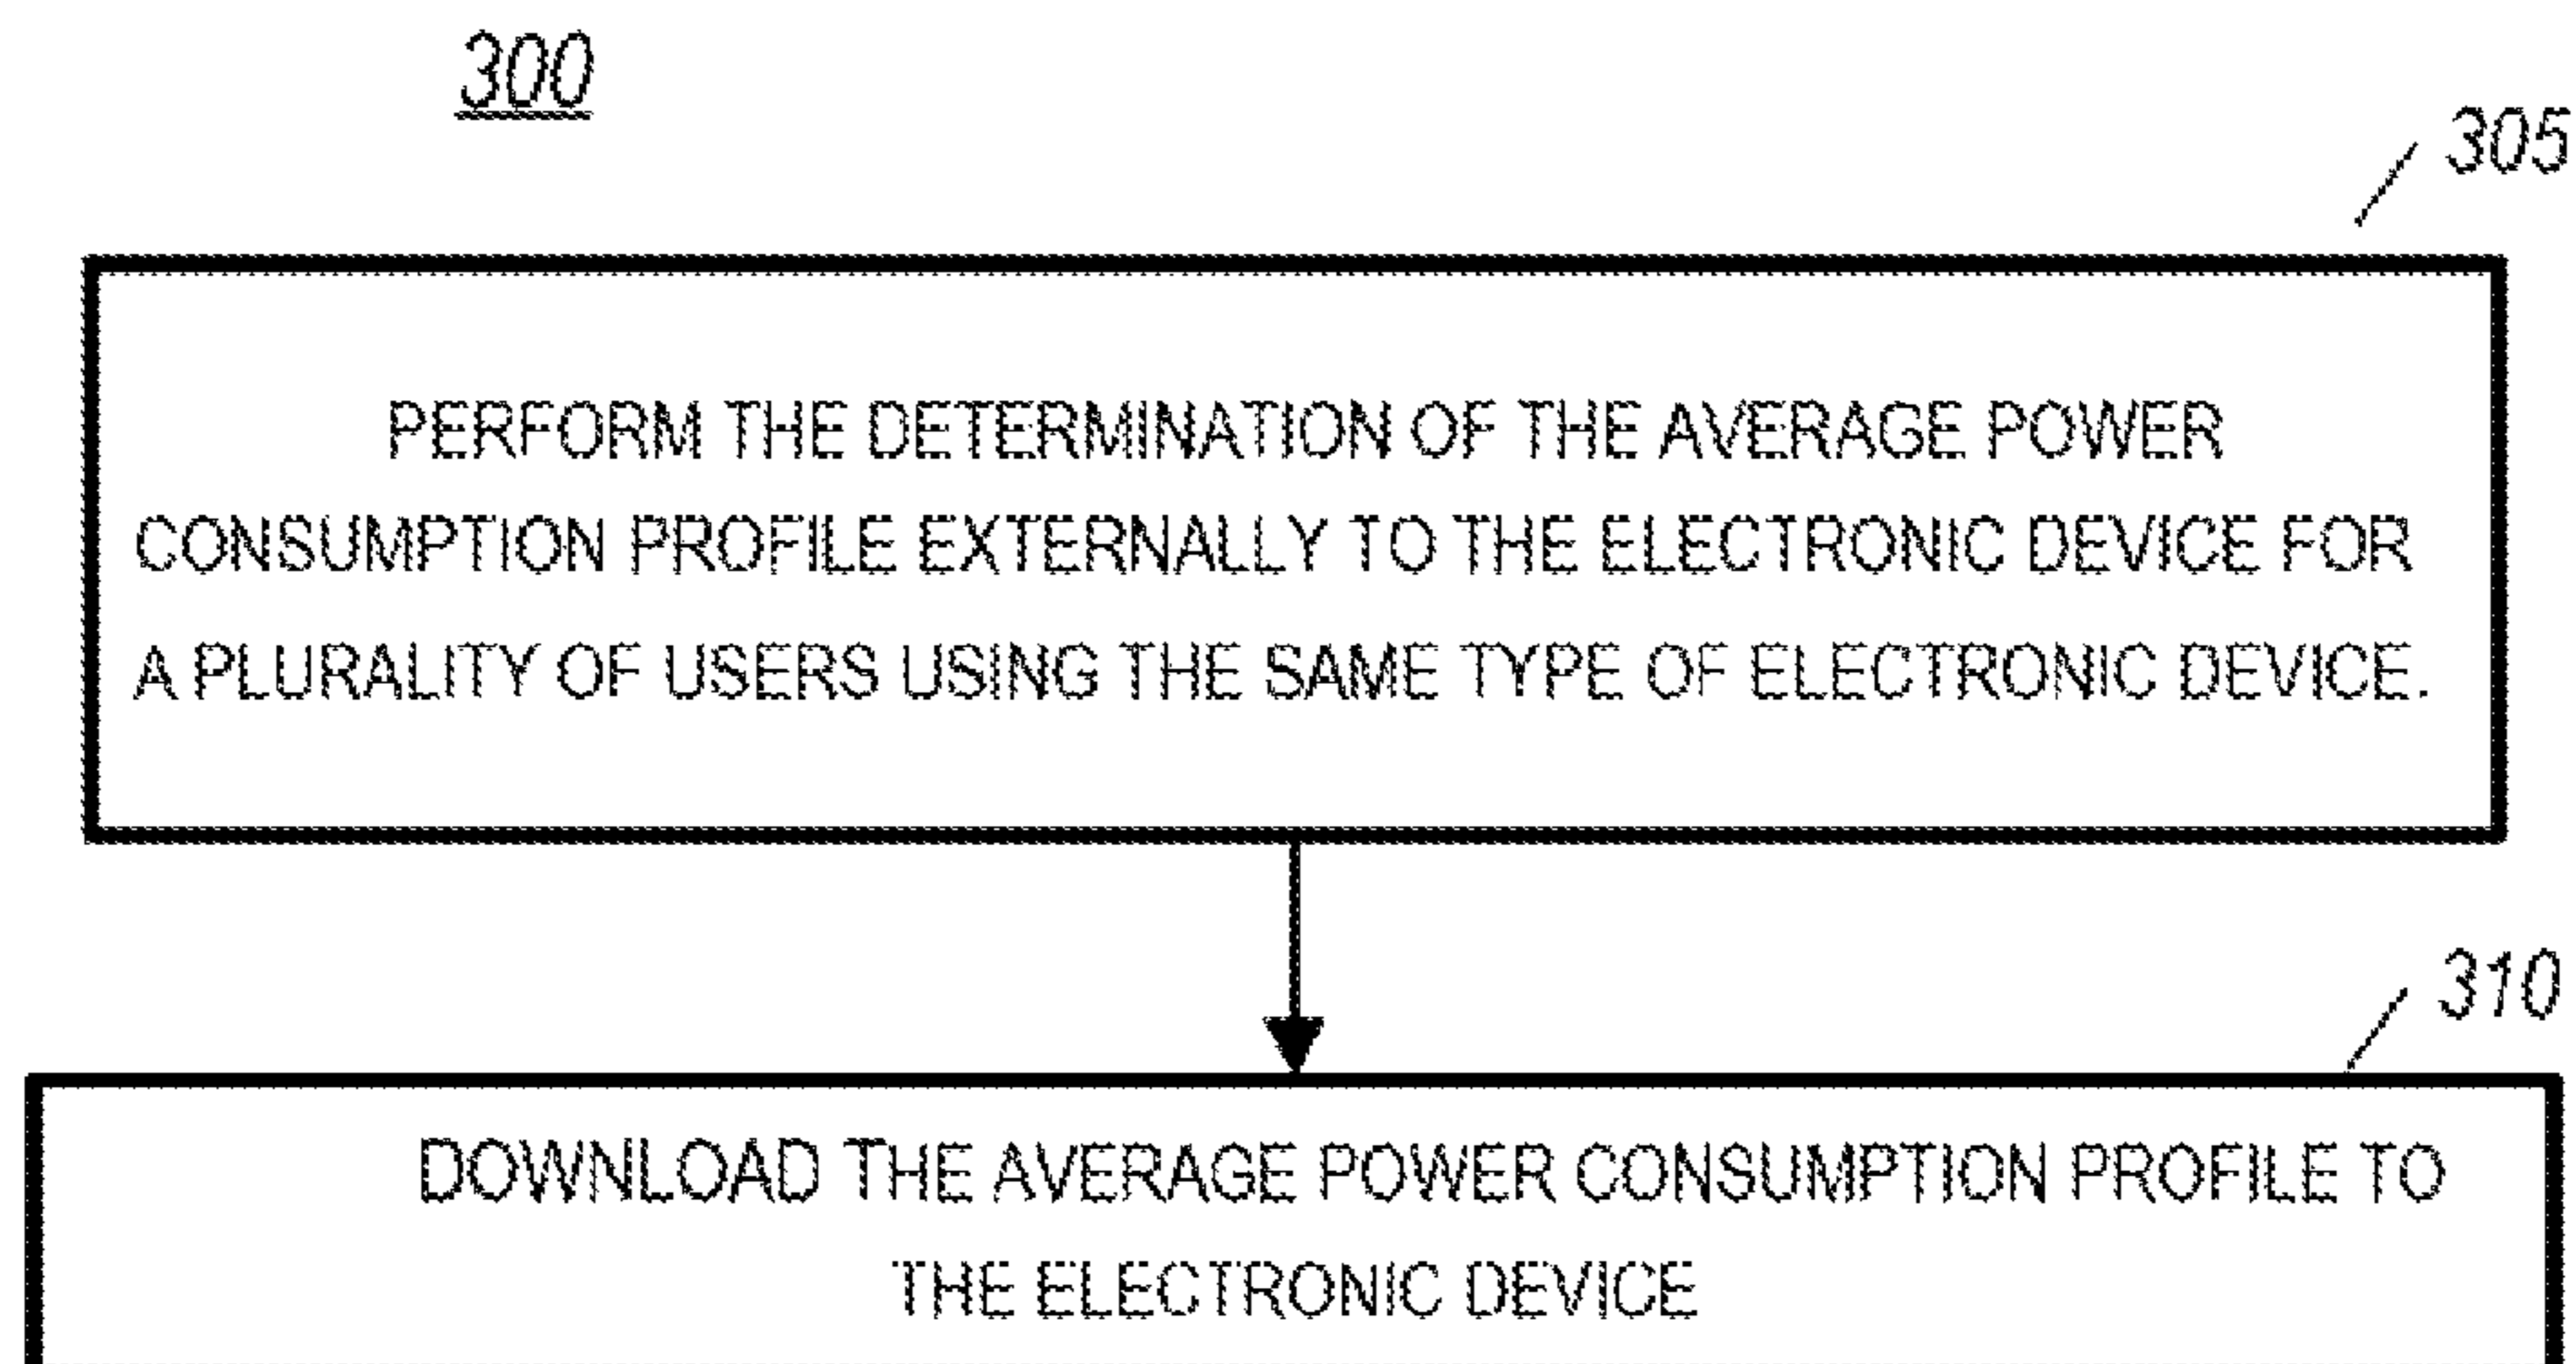 300
305
PERFORM THE DETERMINATION OF THE AVERAGE POWER
CONSUMPTION PROFILE EXTERNALLY TO THE ELECTRONIC DEVICE FOR
A PLURALITY OF USERS USING THE SAME TYPE OF ELECTRONIC DEVICE.
310
DOWNLOAD THE AVERAGE POWER CONSUMPTION PROFILE TO
THE ELECTRONIC DEVICE